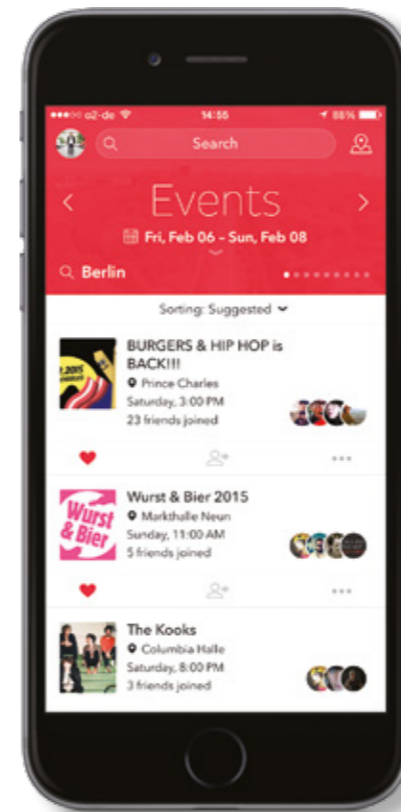 o2-de 14:55 88%
Search
Events
Fri, Feb 06 – Sun, Feb 08
Berlin
Sorting: Suggested
BURGERS & HIP HOP is
BACK!!!
Prince Charles
Saturday, 3:00 PM
23 friends joined
Wurst
& Bier
Wurst & Bier 2015
Markthalle Neun
Sunday, 11:00 AM
5 friends joined
The Kooks
Columbia Halle
Saturday, 8:00 PM
3 friends joined